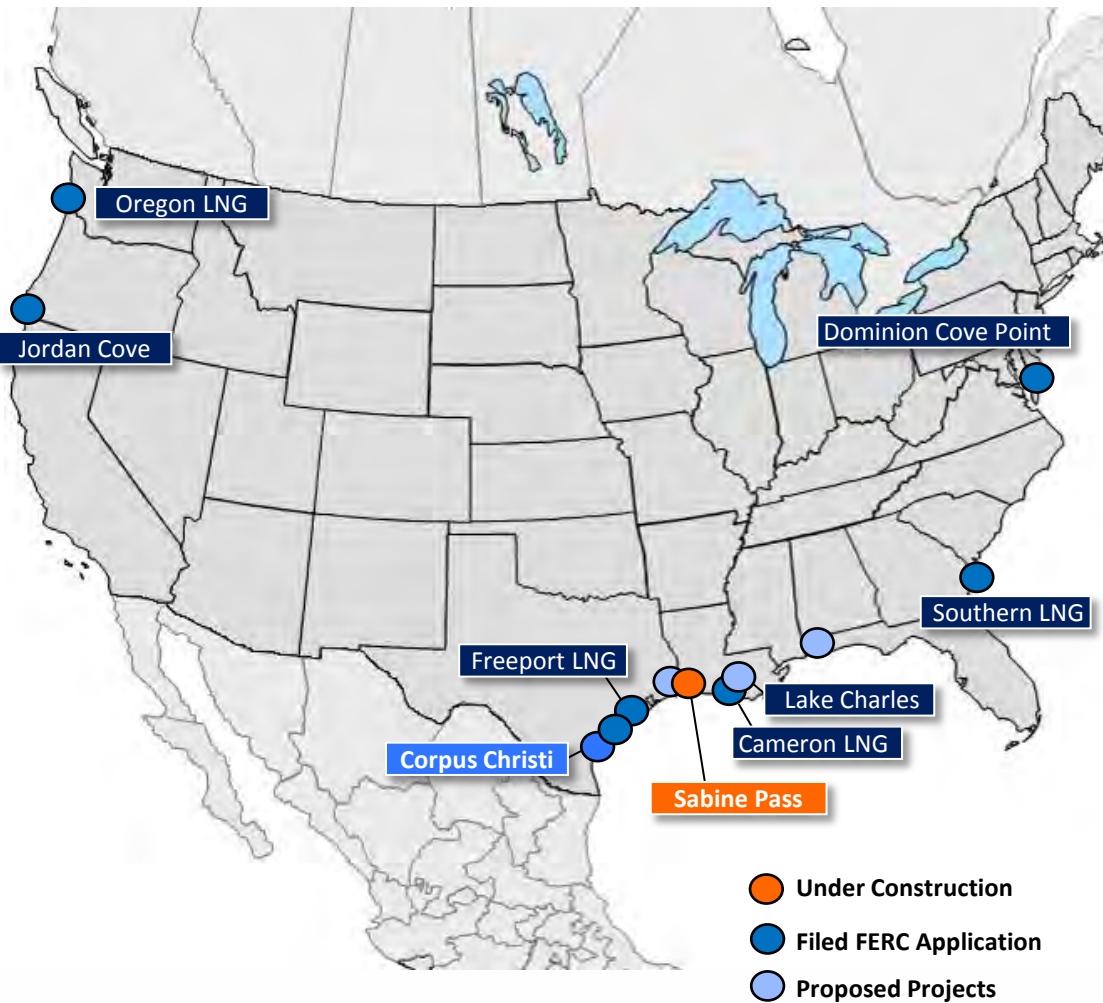 Oregon LNG
Jordan Cove
Dominion Cove Point
Southern LNG
Freeport LNG
Lake Charles
Cameron LNG
Corpus Christi
Sabine Pass
Under Construction
Filed FERC Application
Proposed Projects